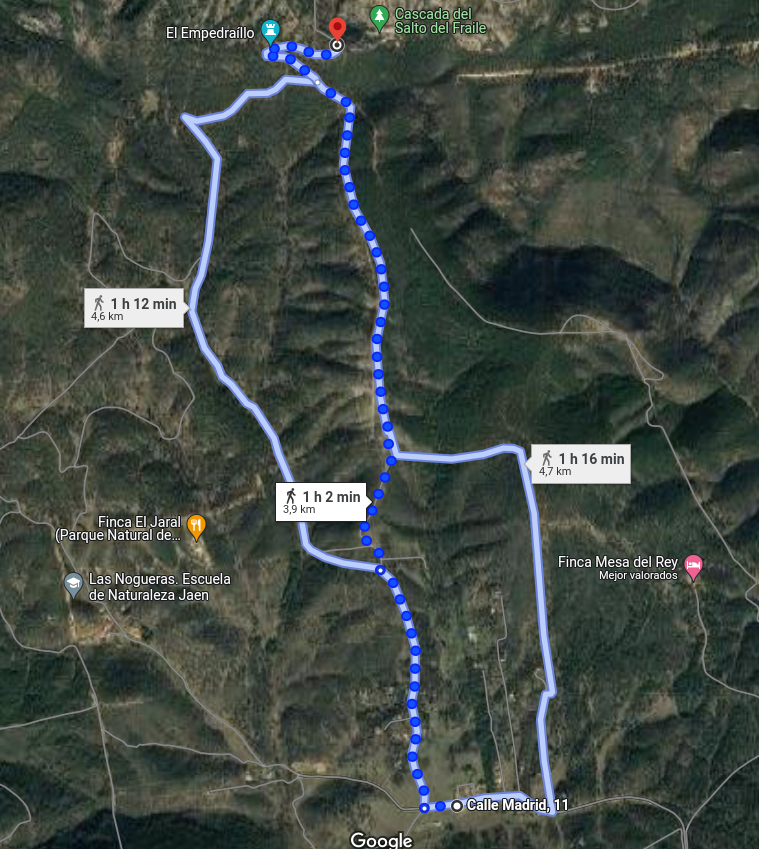 El Empedraíllo
Cascada del
Salto del Fraile
1 h 12 min
4,6 km
1 h 16 min
4,7 km
1 h 2 min
3,9 km
Finca El Jaral
(Parque Natural de...
Finca Mesa del Rey
Mejor valorados
Las Nogueras. Escuela
de Naturaleza Jaen
Calle Madrid, 11
Google